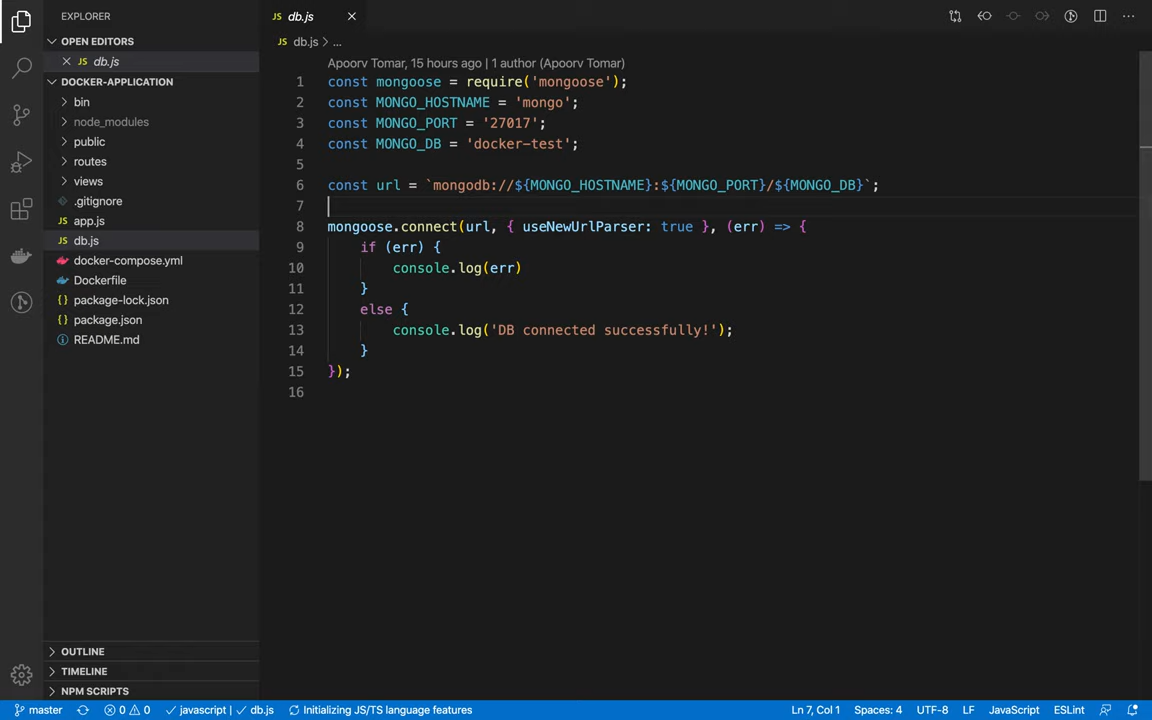 EXPLORER
OPEN EDITORS
JS db.js
DOCKER-APPLICATION
bin
node_modules
public
routes
views
.gitignore
JS app.js
JS db.js
docker-compose.yml
Dockerfile
{} package-lock.json
{} package.json
README.md
OUTLINE
TIMELINE
NPM SCRIPTS
JS db.js
JS db.js > ...
Apoorv Tomar, 15 hours ago | 1 author (Apoorv Tomar)
1 const mongoose = require('mongoose');
2 const MONGO_HOSTNAME = 'mongo';
3 const MONGO_PORT = '27017';
4 const MONGO_DB = 'docker-test';
5
6 const url = `mongodb://${MONGO_HOSTNAME}:${MONGO_PORT}/${MONGO_DB}`;
7
8 mongoose.connect(url, { useNewUrlParser: true }, (err) => {
9     if (err) {
10         console.log(err)
11     }
12     else {
13         console.log('DB connected successfully!');
14     }
15 });
16
master 0 0 javascript | db.js Initializing JS/TS language features Ln 7, Col 1 Spaces: 4 UTF-8 LF JavaScript ESLint